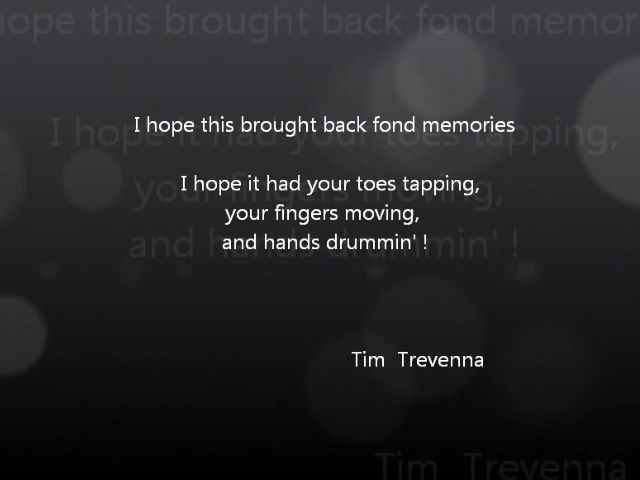 I hope this brought back fond memories
I hope it had your toes tapping,
your fingers moving,
and hands drummin' !
Tim Trevenna